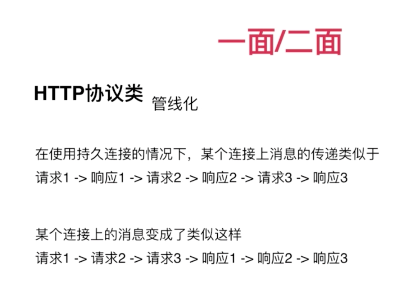 一面/二面
HTTP协议类 管线化
在使用持久连接的情况下，某个连接上消息的传递类似于
请求1 -> 响应1 -> 请求2 -> 响应2 -> 请求3 -> 响应3
某个连接上的消息变成了类似这样
请求1 -> 请求2 -> 请求3 -> 响应1 -> 响应2 -> 响应3